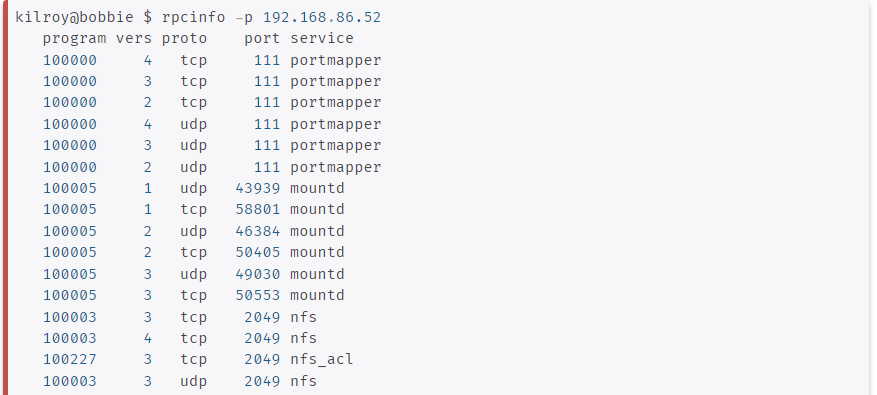 kilroy@bobbie $ rpcinfo -p 192.168.86.52
   program vers proto    port service
   100000     4   tcp     111 portmapper
   100000     3   tcp     111 portmapper
   100000     2   tcp     111 portmapper
   100000     4   udp     111 portmapper
   100000     3   udp     111 portmapper
   100000     2   udp     111 portmapper
   100005     1   udp   43939 mountd
   100005     1   tcp   58801 mountd
   100005     2   udp   46384 mountd
   100005     2   tcp   50405 mountd
   100005     3   udp   49030 mountd
   100005     3   tcp   50553 mountd
   100003     3   tcp    2049 nfs
   100003     4   tcp    2049 nfs
   100227     3   tcp    2049 nfs_acl
   100003     3   udp    2049 nfs